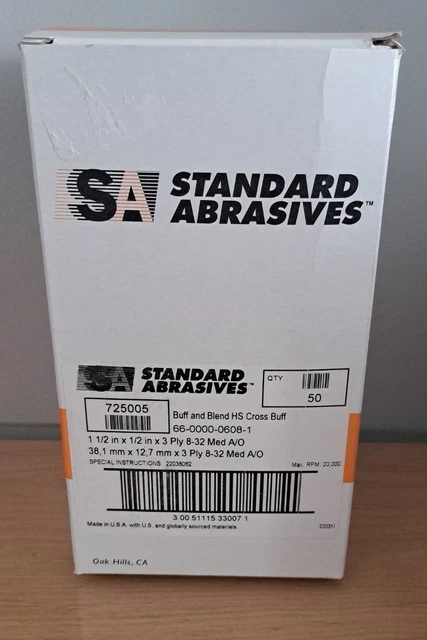 SA STANDARD
ABRASIVES™
SA STANDARD
ABRASIVES™
QTY
50
725005
Buff and Blend HS Cross Buff
66-0000-0608-1
1 1/2 in x 1/2 in x 3 Ply 8-32 Med A/O
38,1 mm x 12,7 mm x 3 Ply 8-32 Med A/O
SPECIAL INSTRUCTIONS: 22036062
Max. RPM 20,000
3 00 51115 33007 1
Made in U.S.A. with U.S. and globally sourced materials.
Oak Hills, CA